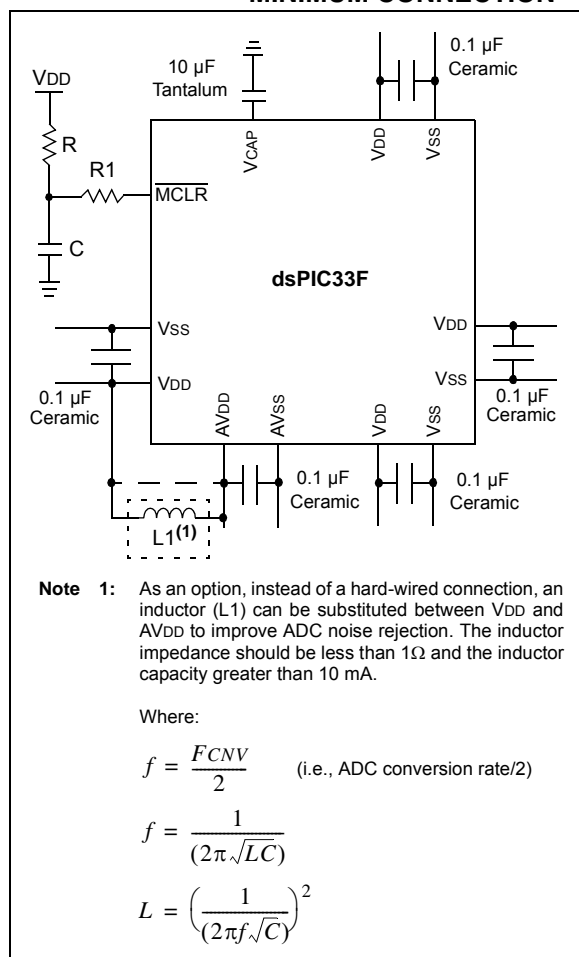 MINIMUM CONNECTION
0.1 µF
Ceramic
10 µF
Tantalum
VDD
R
R1
C
VCAP
VDD
VSS
MCLR
dsPIC33F
VSS
VDD
VDD
VSS
0.1 µF
Ceramic
0.1 µF
Ceramic
AVDD
AVSS
VDD
VSS
0.1 µF
Ceramic
0.1 µF
Ceramic
L1(1)
Note 1: As an option, instead of a hard-wired connection, an
inductor (L1) can be substituted between VDD and
AVDD to improve ADC noise rejection. The inductor
impedance should be less than 1Ω and the inductor
capacity greater than 10 mA.
Where:
f = FCNV / 2 (i.e., ADC conversion rate/2)
f = 1 / (2π√LC)
L = (1 / (2πf√C))²